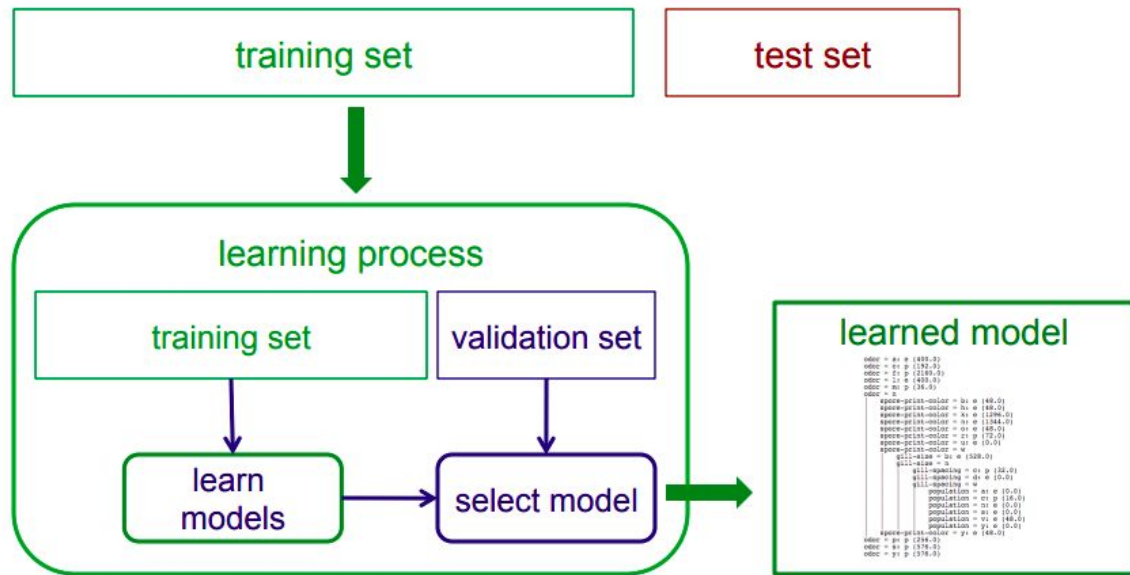 training set
test set
learning process
training set
validation set
learn
models
select model
learned model
odor = a: e (400.0)
odor = c: p (192.0)
odor = f: p (2160.0)
odor = l: e (400.0)
odor = m: p (36.0)
odor = n
spore-print-color = b: e (48.0)
spore-print-color = h: e (48.0)
spore-print-color = k: e (1296.0)
spore-print-color = n: e (1344.0)
spore-print-color = o: e (48.0)
spore-print-color = r: p (72.0)
spore-print-color = u: e (0.0)
spore-print-color = w
gill-size = b: e (528.0)
gill-size = n
gill-spacing = c: p (32.0)
gill-spacing = d: e (0.0)
gill-spacing = w
population = a: e (0.0)
population = c: p (16.0)
population = n: e (0.0)
population = s: e (0.0)
population = v: e (48.0)
population = y: e (0.0)
spore-print-color = y: e (48.0)
odor = p: p (256.0)
odor = s: p (576.0)
odor = y: p (576.0)